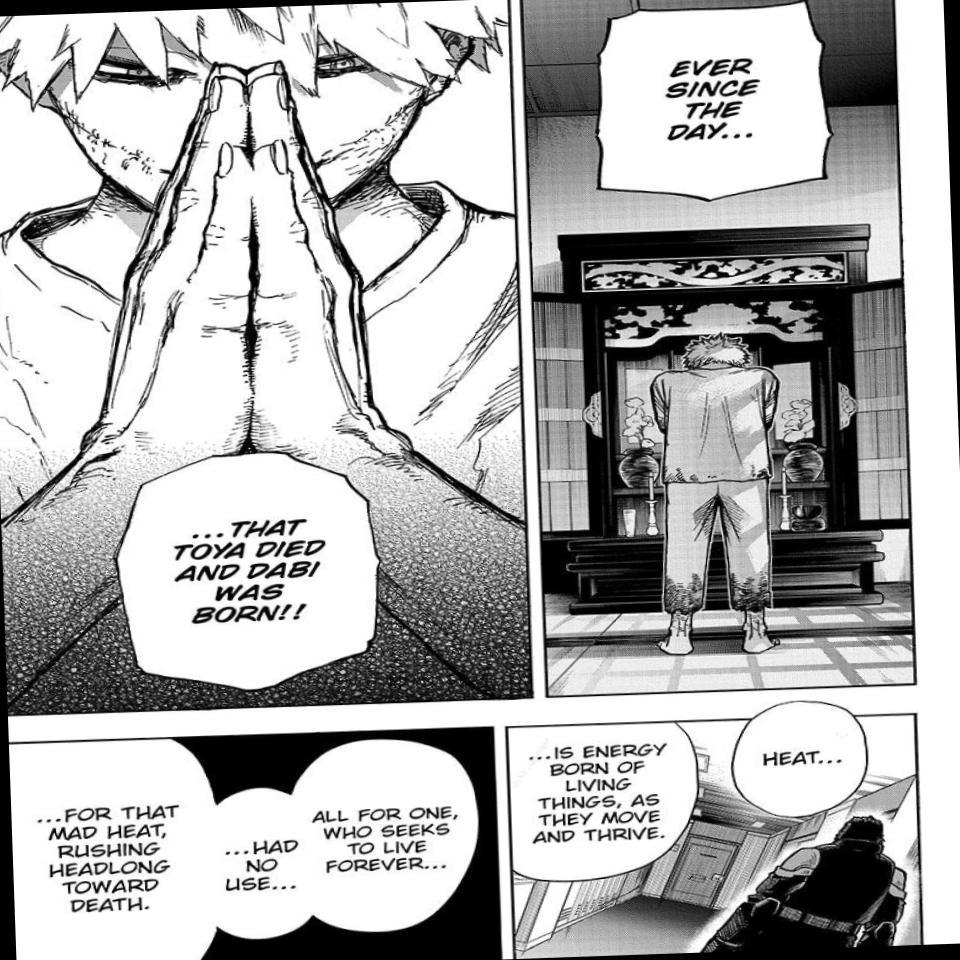 EVER
SINCE
THE
DAY...
...THAT
TOYA DIED
AND DABI
WAS
BORN!!
HEAT...
...IS ENERGY
BORN OF
LIVING
THINGS, AS
THEY MOVE
AND THRIVE.
ALL FOR ONE,
WHO SEEKS
TO LIVE
FOREVER...
...HAD
NO
USE...
...FOR THAT
MAD HEAT,
RUSHING
HEADLONG
TOWARD
DEATH.